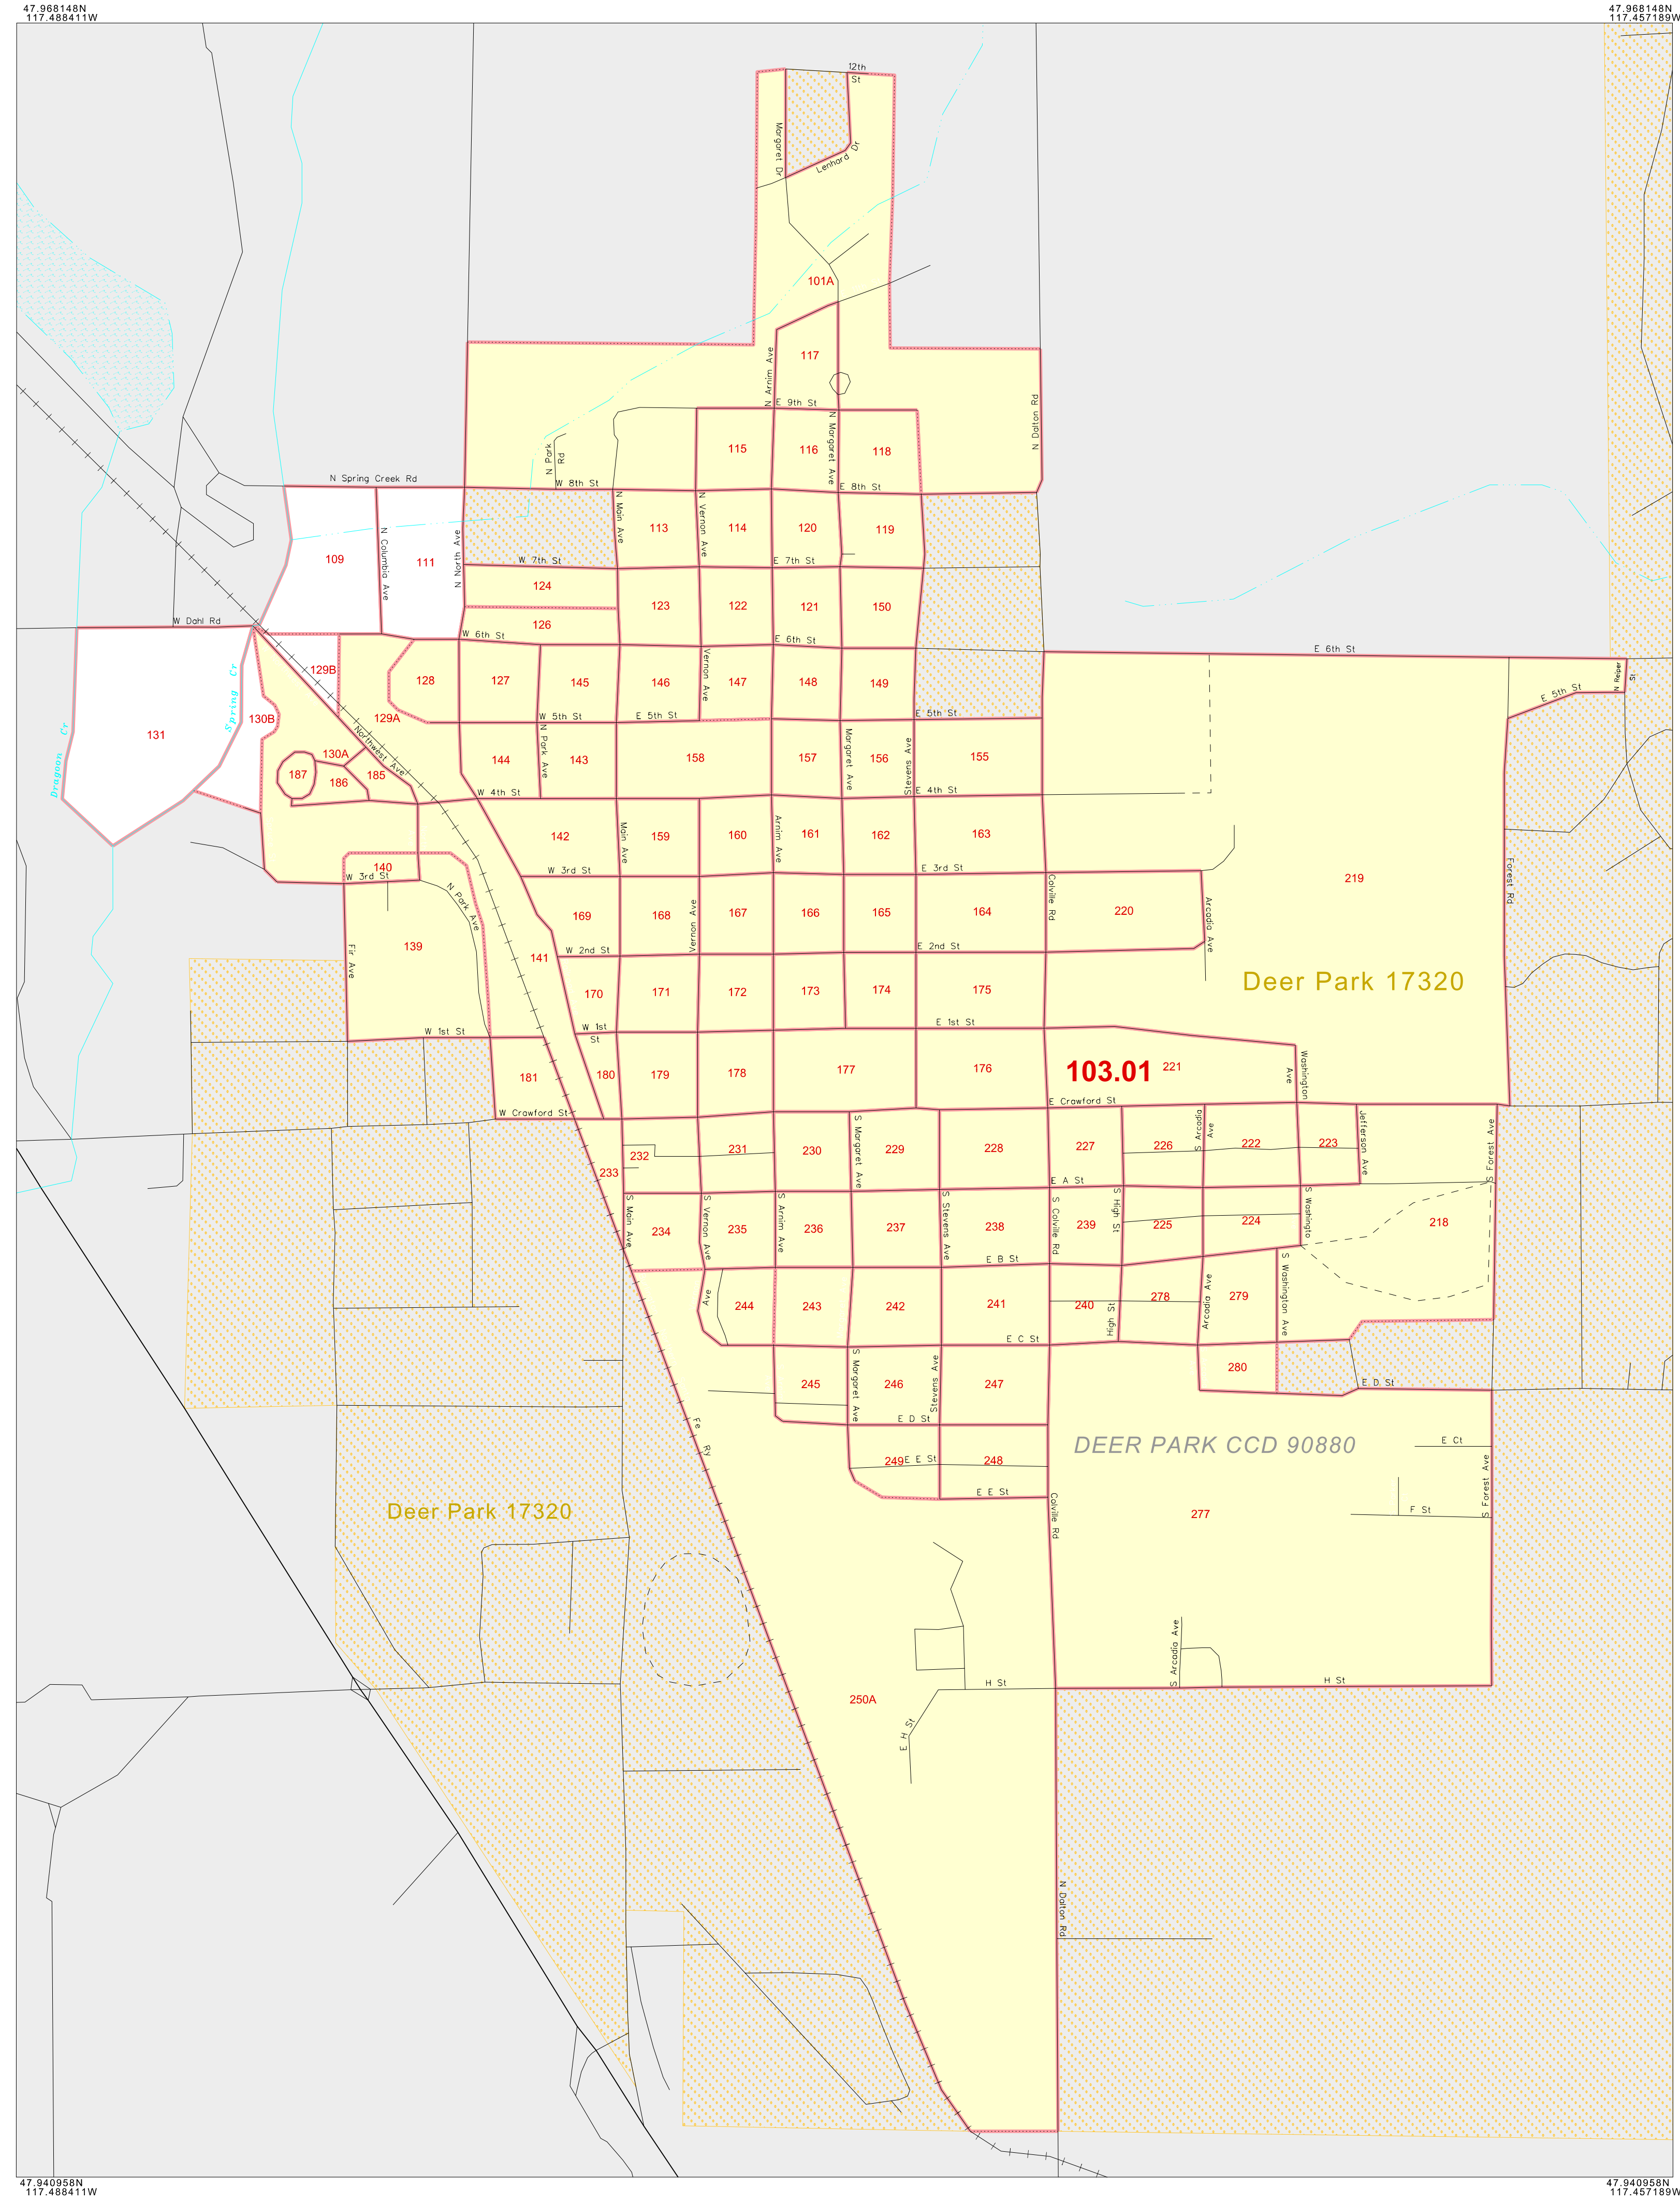 47.968148N
117.488411W
47.968148N
117.457189W
12th
St
Margaret Dr
Lenhard Dr
101A
117
N Arnim Ave
E 9th St
N Dalton Rd
N Park
Rd
115
116
N Margaret Ave
118
N Spring Creek Rd
W 8th St
E 8th St
109
N Columbia Ave
111
N North Ave
N Main Ave
113
N Vernon Ave
114
120
119
W 7th St
E 7th St
124
123
122
121
150
126
W Dahl Rd
W 6th St
E 6th St
E 6th St
129B
128
127
145
146
Vernon Ave
147
148
149
N Reiper
St
E 5th St
Spring Cr
130B
129A
W 5th St
E 5th St
E 5th St
131
Dragoon Cr
130A
Northwest Ave
187
186
185
144
N Park Ave
143
158
157
Margaret Ave
156
Stevens Ave
155
W 4th St
E 4th St
142
Main Ave
159
160
Arnim Ave
161
162
163
140
W 3rd St
W 3rd St
E 3rd St
219
Forest Rd
N Park Ave
139
Fir Ave
169
168
Vernon Ave
167
166
165
164
Colville Rd
220
Arcadia Ave
141
W 2nd St
E 2nd St
Deer Park 17320
170
171
172
173
174
175
W 1st St
W 1st
St
E 1st St
181
180
179
178
177
176
103.01
221
Washington
Ave
W Crawford St
E Crawford St
233
232
231
230
S Margaret Ave
229
228
227
226
S Arcadia
Ave
222
223
Jefferson Ave
S Forest Ave
E A St
S Main Ave
234
S Vernon Ave
235
S Arnim Ave
236
237
S Stevens Ave
238
S Colville Rd
239
S High St
225
224
S Washingto
218
E B St
Ave
244
243
242
241
240
High St
278
Arcadia Ave
279
S Washington Ave
E C St
245
S Margaret Ave
246
Stevens Ave
247
280
E D St
E D St
Fe Ry
DEER PARK CCD 90880
E Ct
249
E E St
248
S Forest Ave
E E St
Colville Rd
277
F St
Deer Park 17320
S Arcadia Ave
H St
H St
250A
E H St
N Dalton Rd
47.940958N
117.488411W
47.940958N
117.457189W